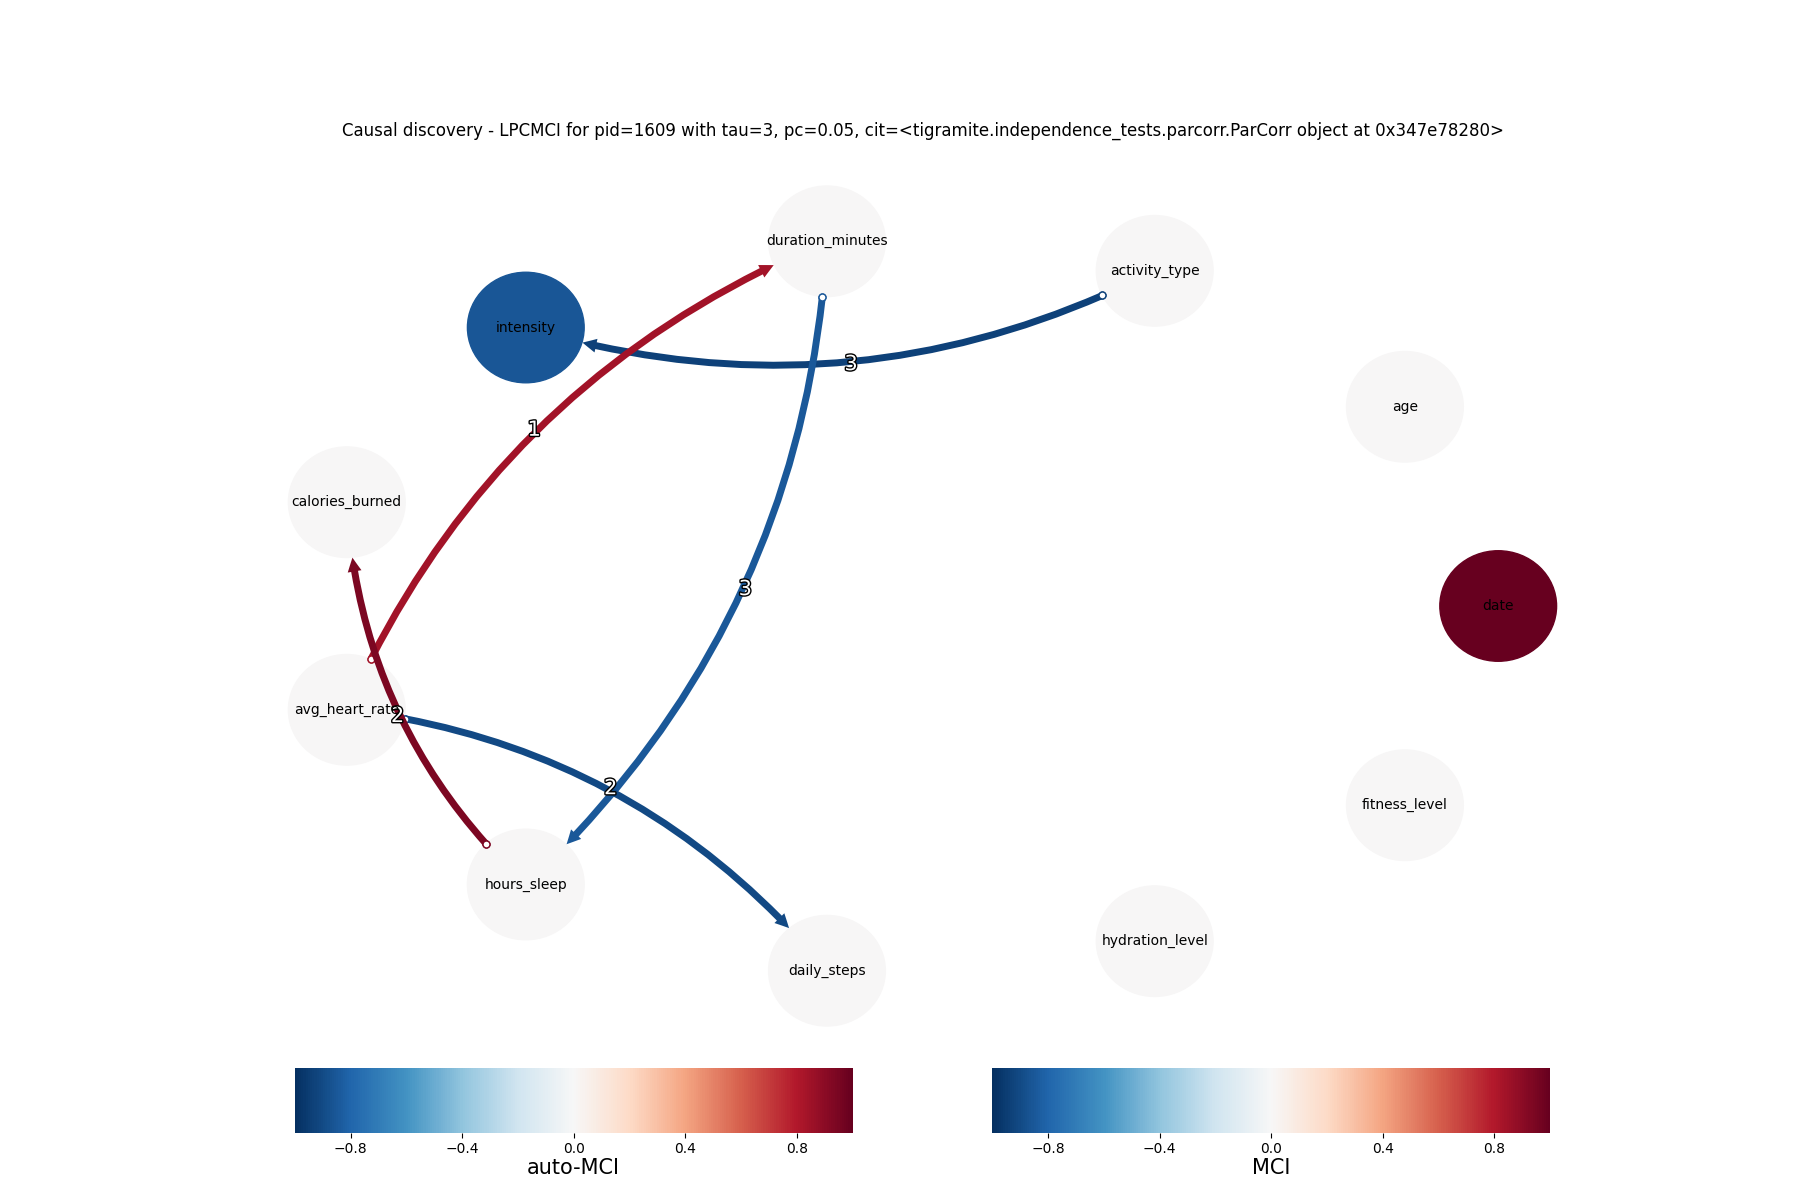 Causal discovery - LPCMCI for pid=1609 with tau=3, pc=0.05, cit=<tigramite.independence_tests.parcorr.ParCorr object at 0x347e78280>
duration_minutes
activity_type
intensity
3
age
1
calories_burned
3
date
avg_heart_rate
2
2
fitness_level
hours_sleep
hydration_level
daily_steps
−0.8 −0.4 0.0 0.4 0.8
auto-MCI
−0.8 −0.4 0.0 0.4 0.8
MCI